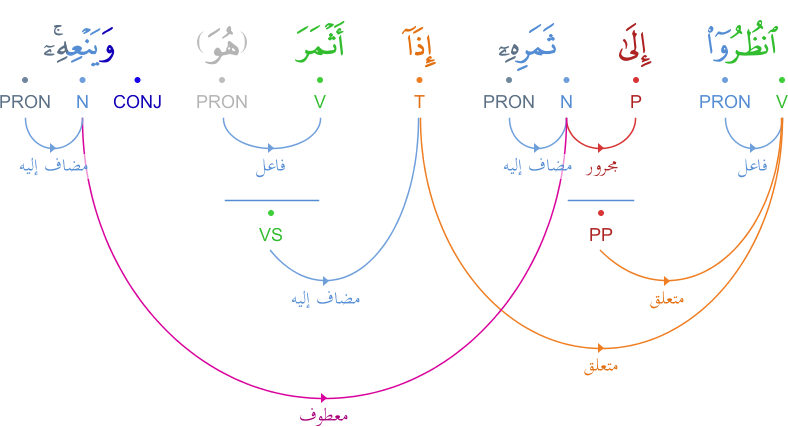 ٱنظُرُوٓا۟ إِلَىٰ ثَمَرِهِۦٓ إِذَآ أَثْمَرَ (هُوَ) وَيَنْعِهِۦٓ ۚ
V PRON P N PRON T V PRON CONJ N PRON
فاعل مجرور مضاف إليه فاعل مضاف إليه
PP VS
متعلق مضاف إليه
متعلق
معطوف